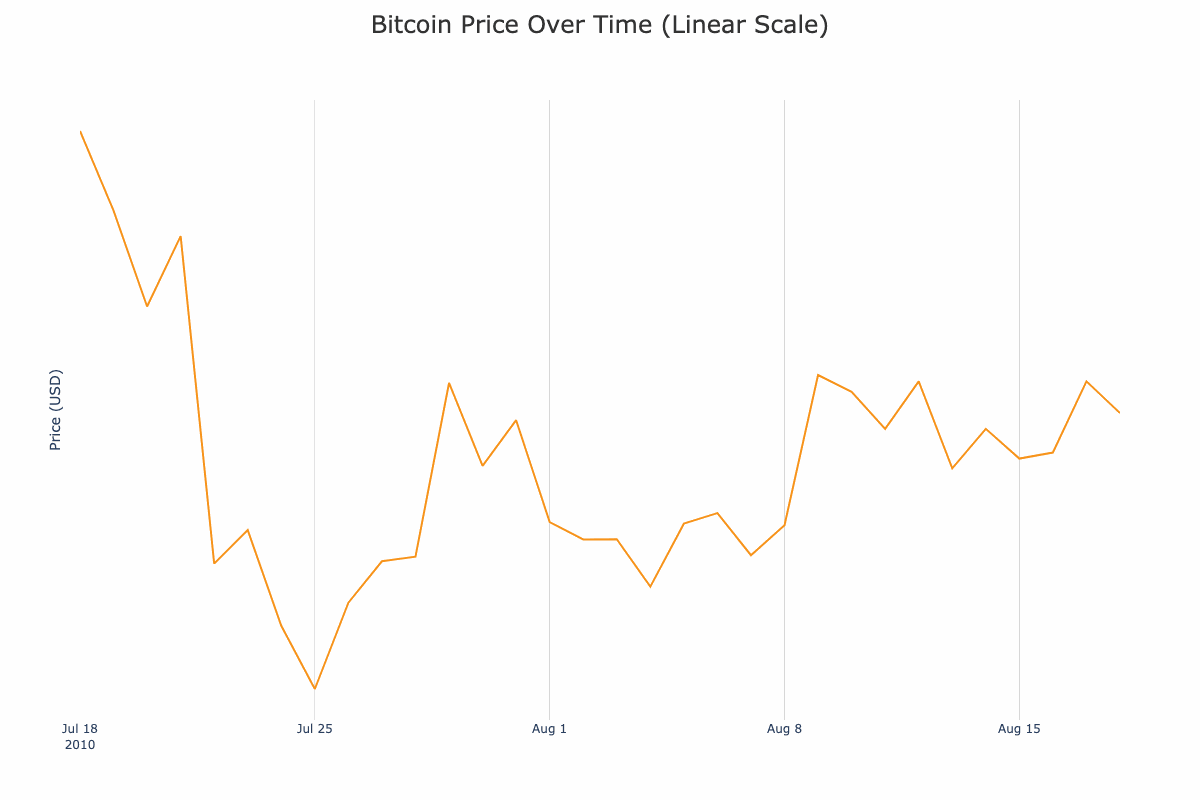 Bitcoin Price Over Time (Linear Scale)
Price (USD)
Jul 18
2010
Jul 25
Aug 1
Aug 8
Aug 15